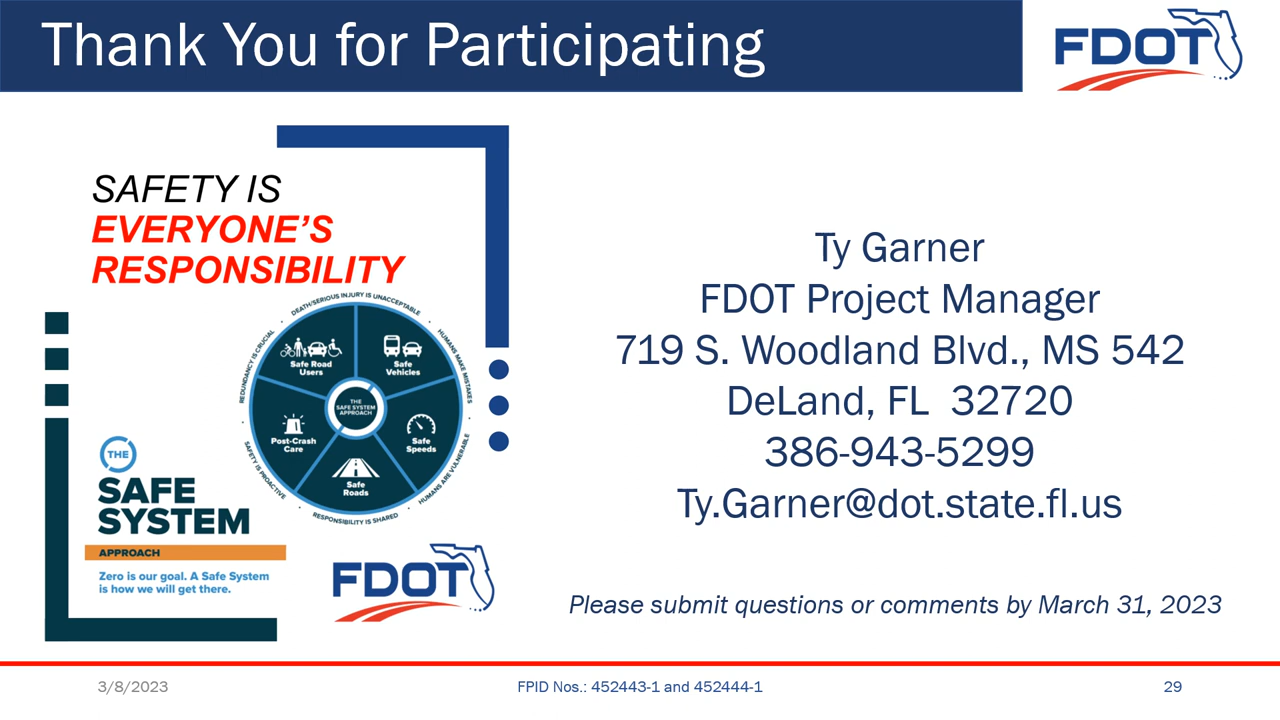 Thank You for Participating
FDOT
SAFETY IS
EVERYONE’S
RESPONSIBILITY
DEATH/SERIOUS INJURY IS UNACCEPTABLE
HUMANS MAKE MISTAKES
HUMANS ARE VULNERABLE
RESPONSIBILITY IS SHARED
SAFETY IS PROACTIVE
REDUNDANCY IS CRUCIAL
Safe Road
Users
Safe
Vehicles
THE
SAFE SYSTEM
APPROACH
Post-Crash
Care
Safe
Speeds
Safe
Roads
THE
SAFE
SYSTEM
APPROACH
Zero is our goal. A Safe System
is how we will get there.
FDOT
Ty Garner
FDOT Project Manager
719 S. Woodland Blvd., MS 542
DeLand, FL  32720
386-943-5299
Ty.Garner@dot.state.fl.us
Please submit questions or comments by March 31, 2023
3/8/2023
FPID Nos.: 452443-1 and 452444-1
29